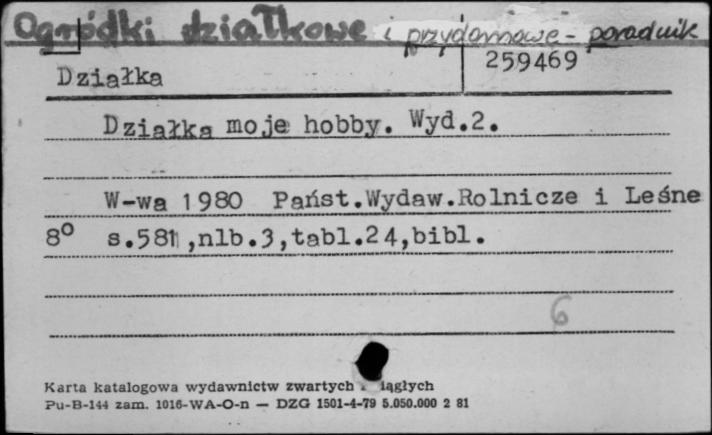 Ogródki działkowe i przydomowe - poradnik
259469
Działka
Działka moje hobby. Wyd.2.
W-wa 1980 Państ.Wydaw.Rolnicze i Leśne
8° s.581,nlb.3,tabl.24,bibl.
6
Karta katalogowa wydawnictw zwartych iągłych
Pu-B-144 zam. 1016-WA-O-n — DZG 1501-4-79 5.050.000 2 81